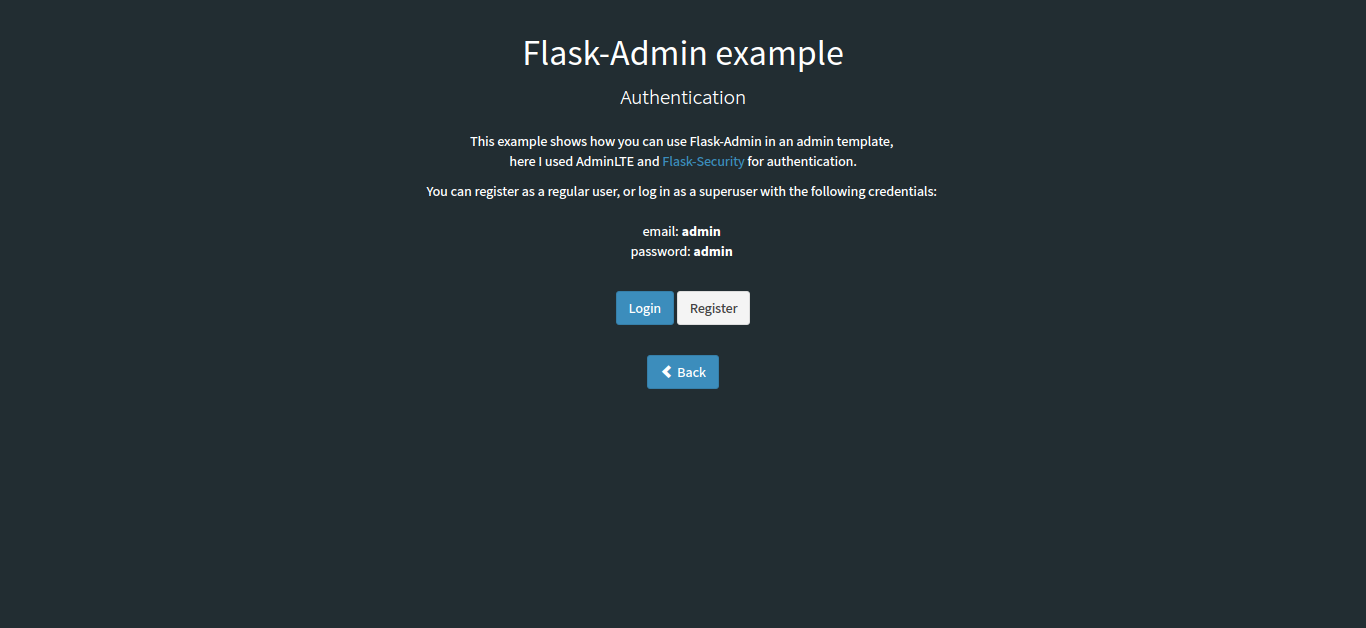 Flask-Admin example
Authentication
This example shows how you can use Flask-Admin in an admin template,
here I used AdminLTE and Flask-Security for authentication.
You can register as a regular user, or log in as a superuser with the following credentials:
email: admin
password: admin
Login Register
Back